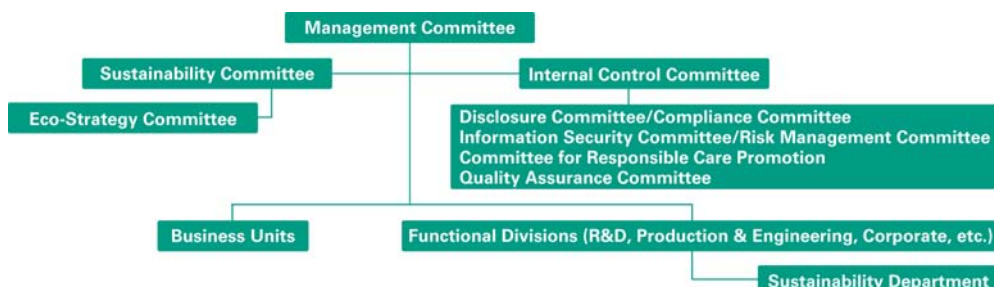 Management Committee
Sustainability Committee
Internal Control Committee
Eco-Strategy Committee
Disclosure Committee/Compliance Committee
Information Security Committee/Risk Management Committee
Committee for Responsible Care Promotion
Quality Assurance Committee
Business Units
Functional Divisions (R&D, Production & Engineering, Corporate, etc.)
Sustainability Department